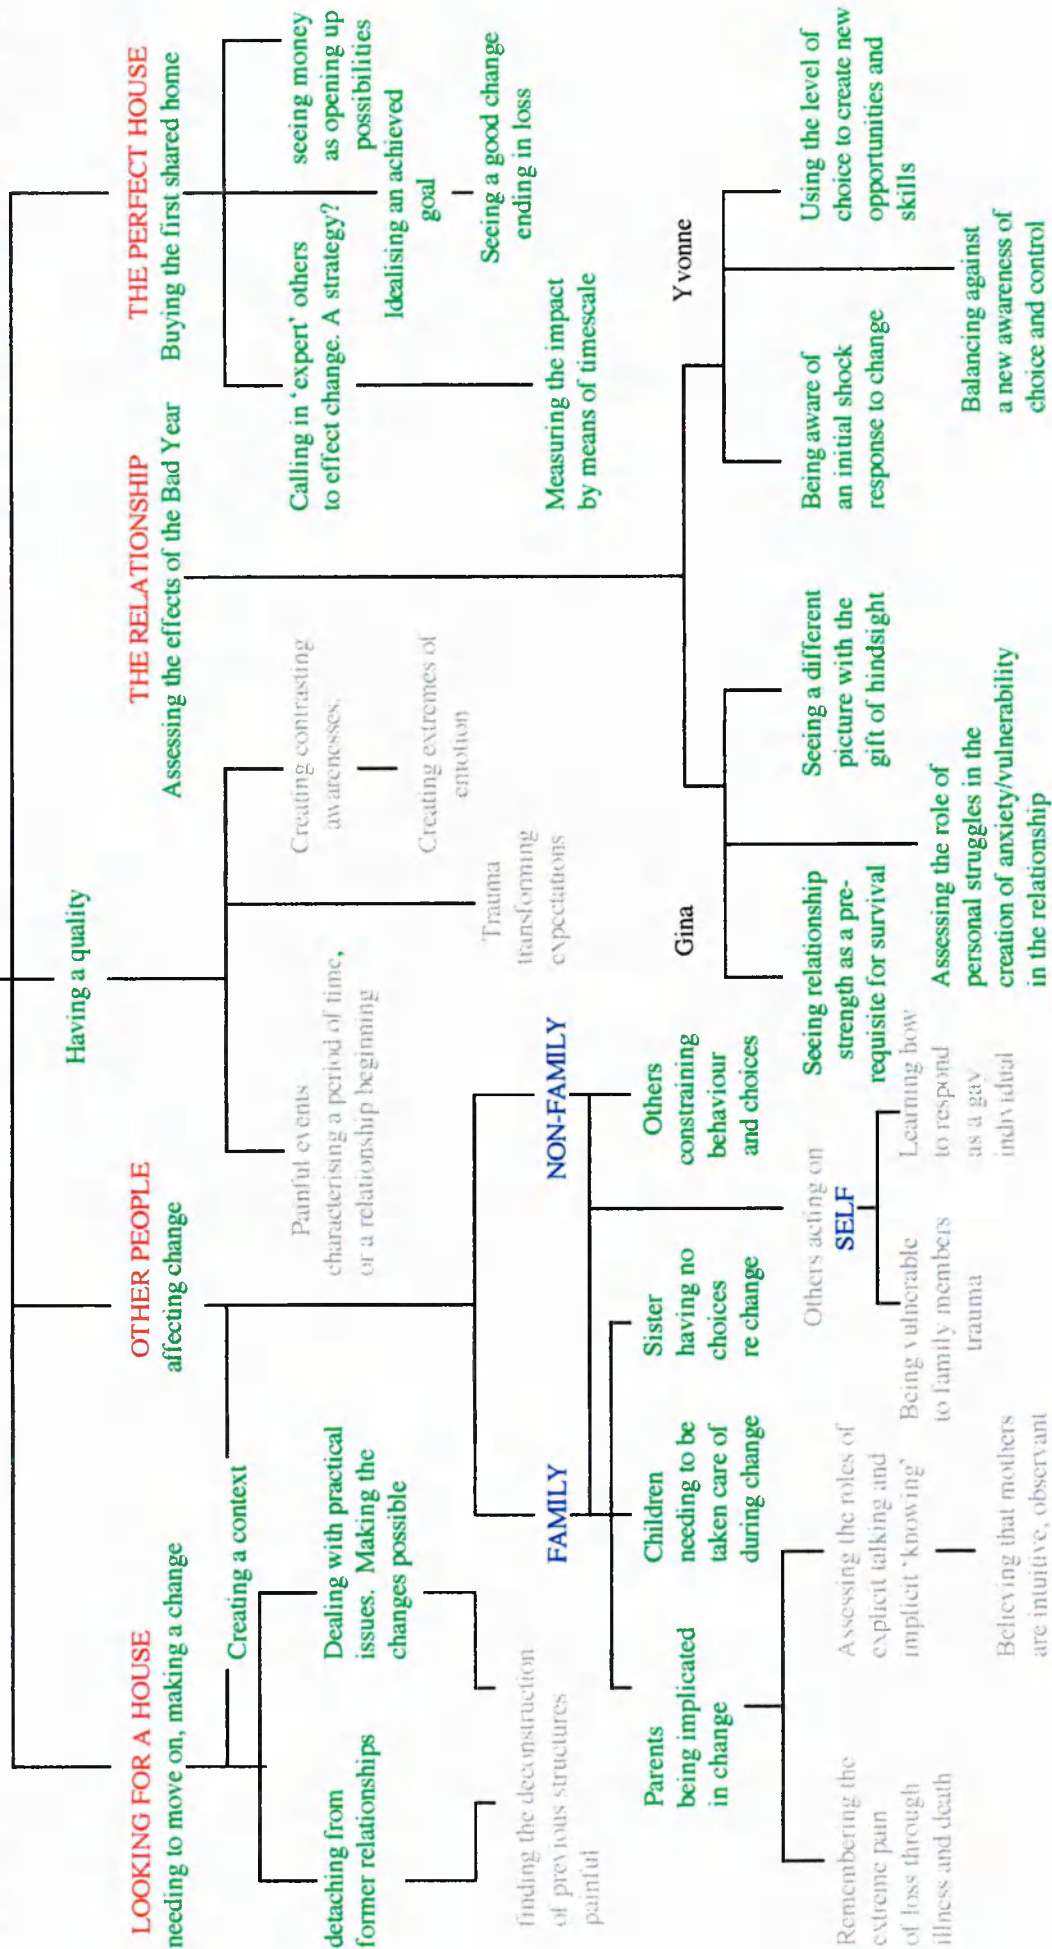 Having a quality
LOOKING FOR A HOUSE
needing to move on, making a change
OTHER PEOPLE
affecting change
THE RELATIONSHIP
Assessing the effects of the Bad Year
THE PERFECT HOUSE
Buying the first shared home
Creating a context
detaching from
former relationships
Dealing with practical
issues. Making the
changes possible
finding the deconstruction
of previous structures
painful
Painful events
characterising a period of time,
or a relationship beginning
Trauma
transforming
expectations
Creating contrasting
awarenesses.
Creating extremes of
emotion
Calling in 'expert' others
to effect change. A strategy?
Measuring the impact
by means of timescale
Idealising an achieved
goal
Seeing a good change
ending in loss
seeing money
as opening up
possibilities
FAMILY
NON-FAMILY
Parents
being implicated
in change
Children
needing to be
taken care of
during change
Sister
having no
choices
re change
Others
constraining
behaviour
and choices
Remembering the
extreme pain
of loss through
illness and death
Assessing the roles of
explicit talking and
implicit 'knowing'
Believing that mothers
are intuitive, observant
Others acting on
SELF
Being vulnerable
to family members
trauma
Learning how
to respond
as a gay
individual
Gina
Seeing relationship
strength as a pre-
requisite for survival
Assessing the role of
personal struggles in the
creation of anxiety/vulnerability
in the relationship
Seeing a different
picture with the
gift of hindsight
Yvonne
Being aware of
an initial shock
response to change
Balancing against
a new awareness of
choice and control
Using the level of
choice to create new
opportunities and
skills